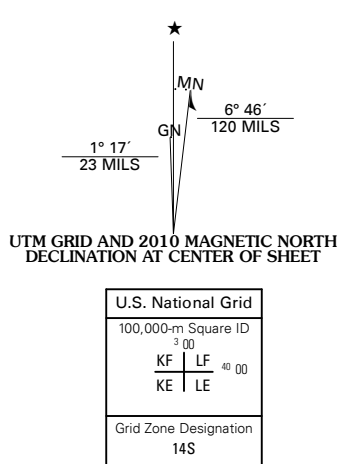 ★
MN
GN
6° 46´
120 MILS
1° 17´
23 MILS
UTM GRID AND 2010 MAGNETIC NORTH
DECLINATION AT CENTER OF SHEET
U.S. National Grid
100,000-m Square ID
3 00
KF LF 40 00
KE LE
Grid Zone Designation
14S